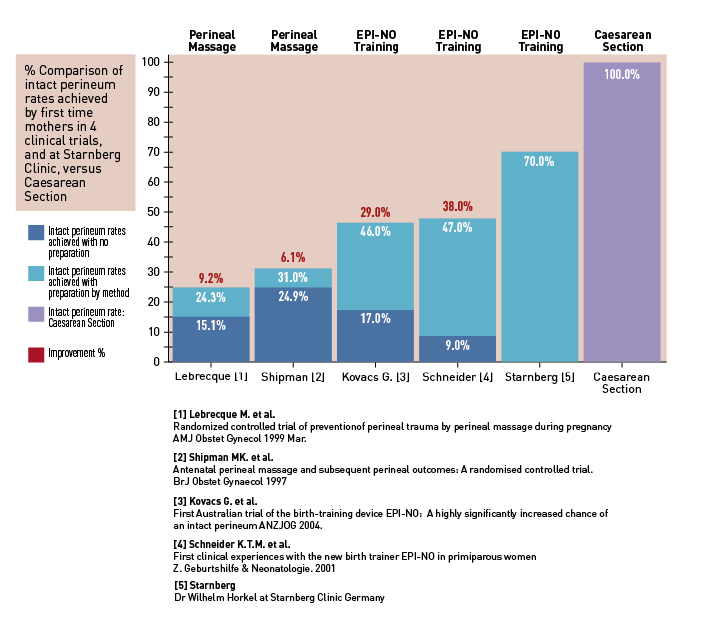 Perineal
Massage
Perineal
Massage
EPI-NO
Training
EPI-NO
Training
EPI-NO
Training
Caesarean
Section
% Comparison of
intact perineum
rates achieved
by first time
mothers in 4
clinical trials,
and at Starnberg
Clinic, versus
Caesarean
Section
Intact perineum rates
achieved with no
preparation
Intact perineum rates
achieved with
preparation by method
Intact perineum rate:
Caesarean Section
Improvement %
100
90
80
70
60
50
40
30
20
10
0
9.2%
24.3%
15.1%
6.1%
31.0%
24.9%
29.0%
46.0%
17.0%
38.0%
47.0%
9.0%
70.0%
100.0%
Lebrecque [1]
Shipman [2]
Kovacs G. [3]
Schneider [4]
Starnberg [5]
Caesarean
Section
[1] Lebrecque M. et al.
Randomized controlled trial of preventionof perineal trauma by perineal massage during pregnancy
AMJ Obstet Gynecol 1999 Mar.
[2] Shipman MK. et al.
Antenatal perineal massage and subsequent perineal outcomes: A randomised controlled trial.
BrJ Obstet Gynaecol 1997
[3] Kovacs G. et al.
First Australian trial of the birth-training device EPI-NO: A highly significantly increased chance of
an intact perineum ANZJOG 2004.
[4] Schneider K.T.M. et al.
First clinical experiences with the new birth trainer EPI-NO in primiparous women
Z. Geburtshilfe & Neonatologie. 2001
[5] Starnberg
Dr Wilhelm Horkel at Starnberg Clinic Germany